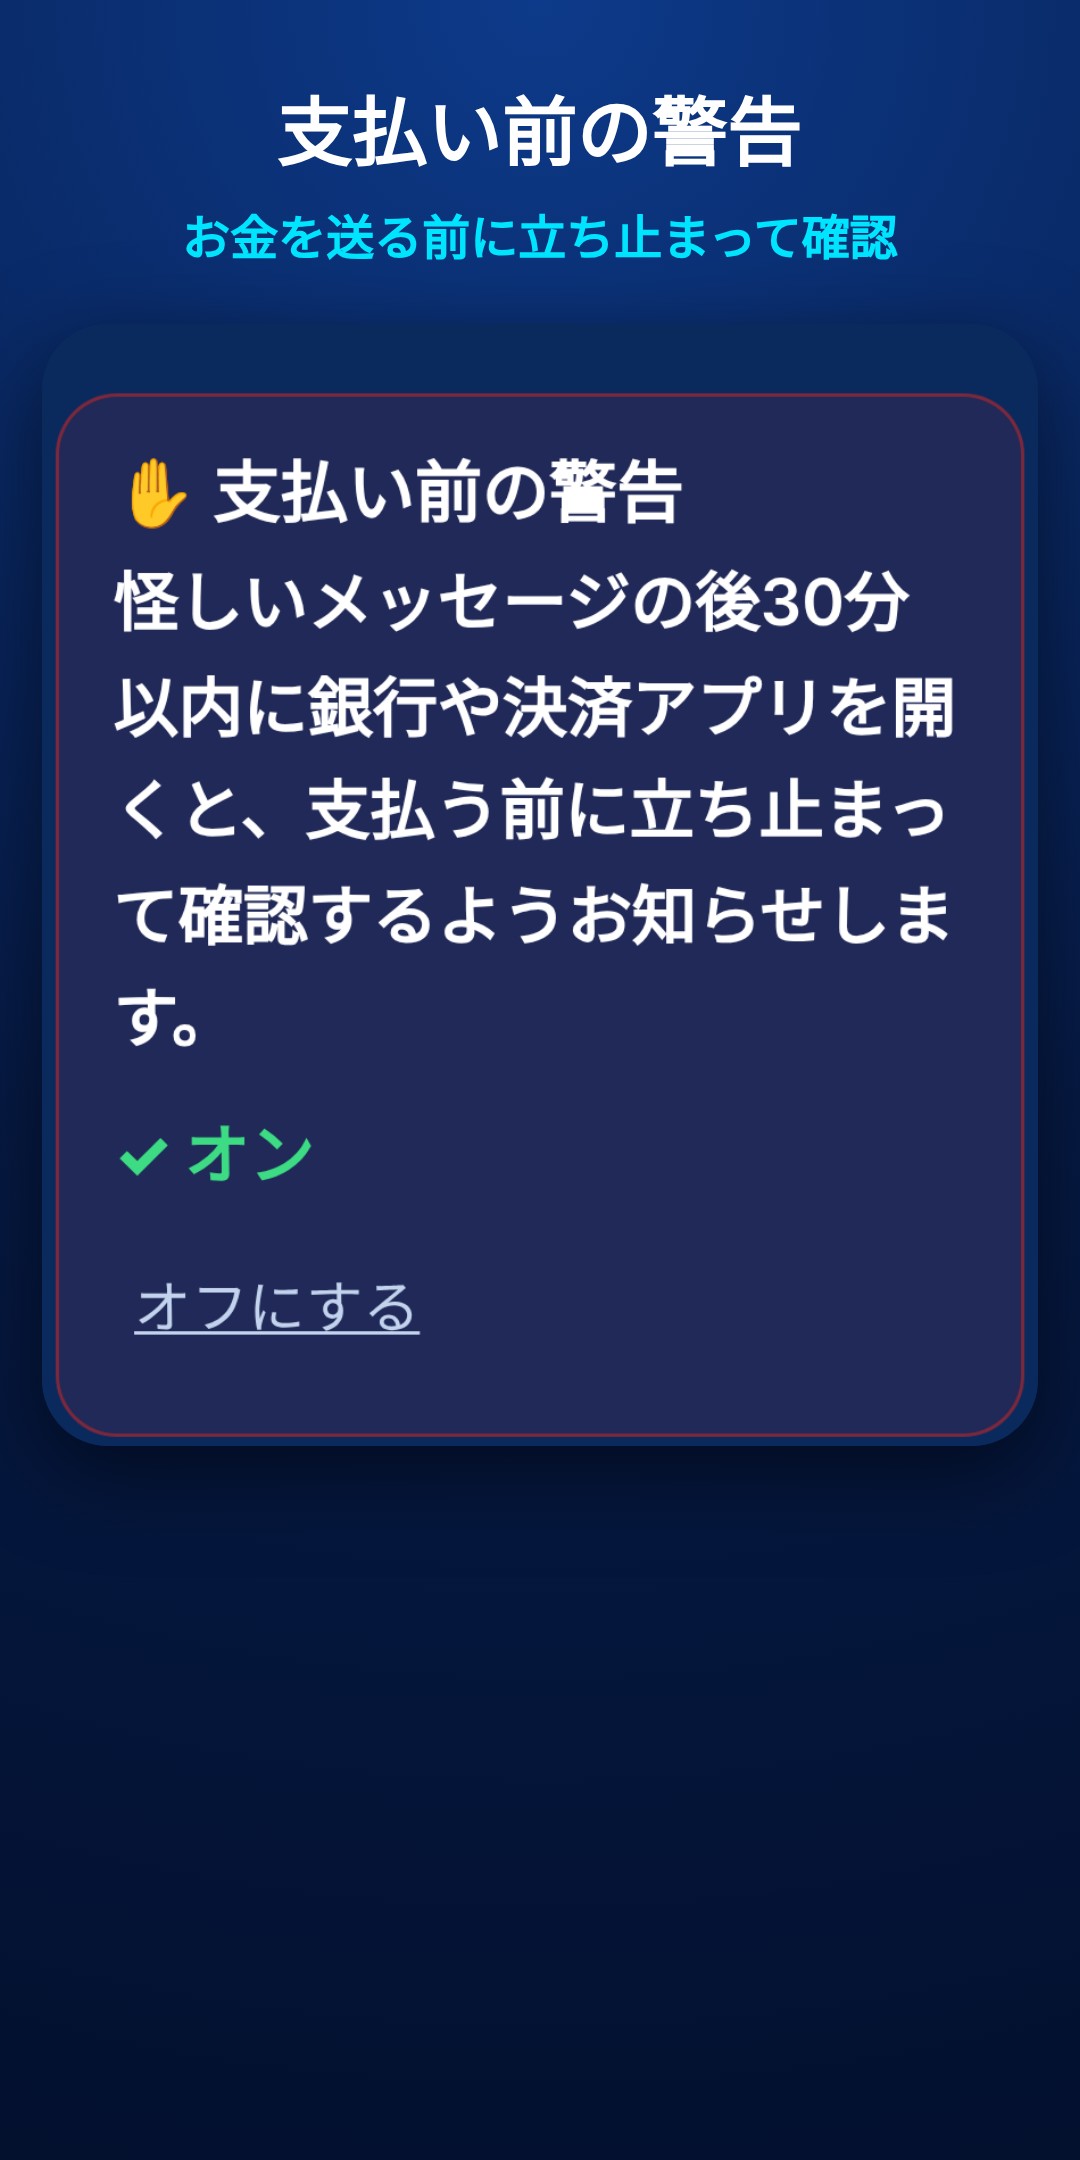 支払い前の警告
お金を送る前に立ち止まって確認
✋ 支払い前の警告
怪しいメッセージの後30分
以内に銀行や決済アプリを開
くと、支払う前に立ち止まっ
て確認するようお知らせしま
す。
✓ オン
オフにする